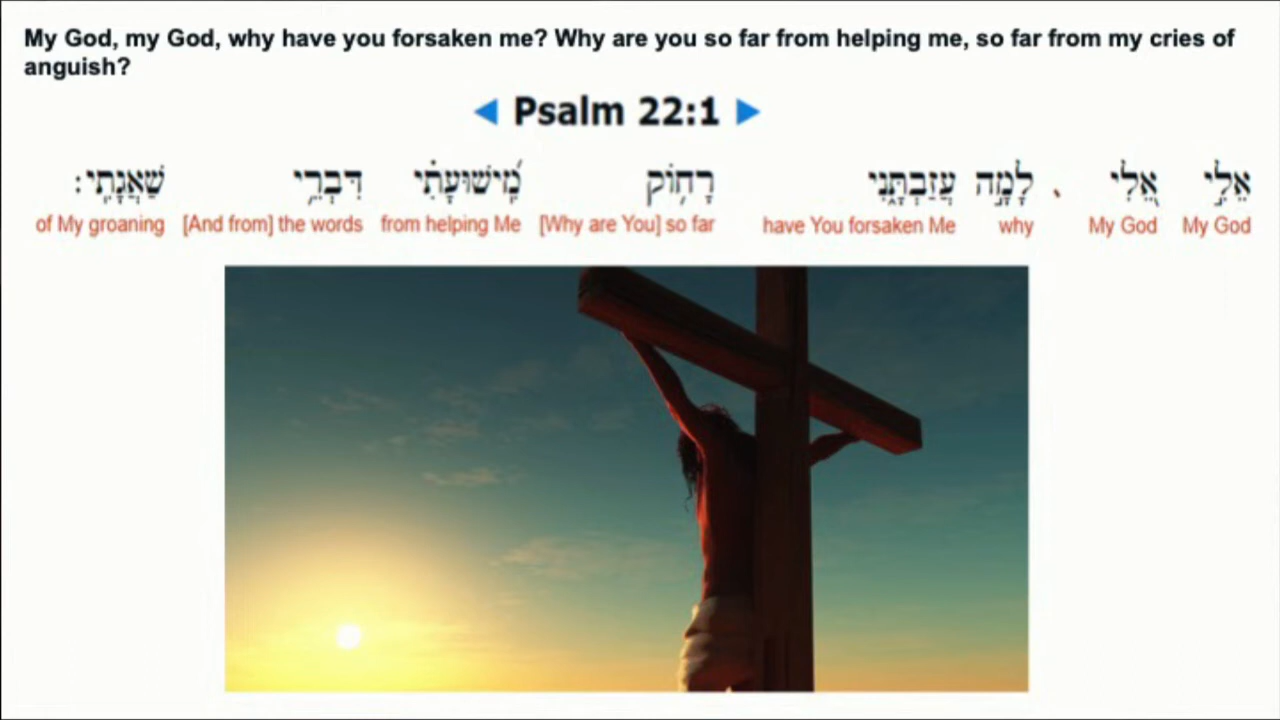 My God, my God, why have you forsaken me? Why are you so far from helping me, so far from my cries of
anguish?
◀ Psalm 22:1 ▶
אֵלִ֣י אֵ֭לִי לָמָ֣ה עֲזַבְתָּ֑נִי רָח֥וֹק מִֽ֝ישׁוּעָתִ֗י דִּבְרֵ֥י שַׁאֲגָתִֽי׃
My God My God why have You forsaken Me [Why are You] so far from helping Me [And from] the words of My groaning